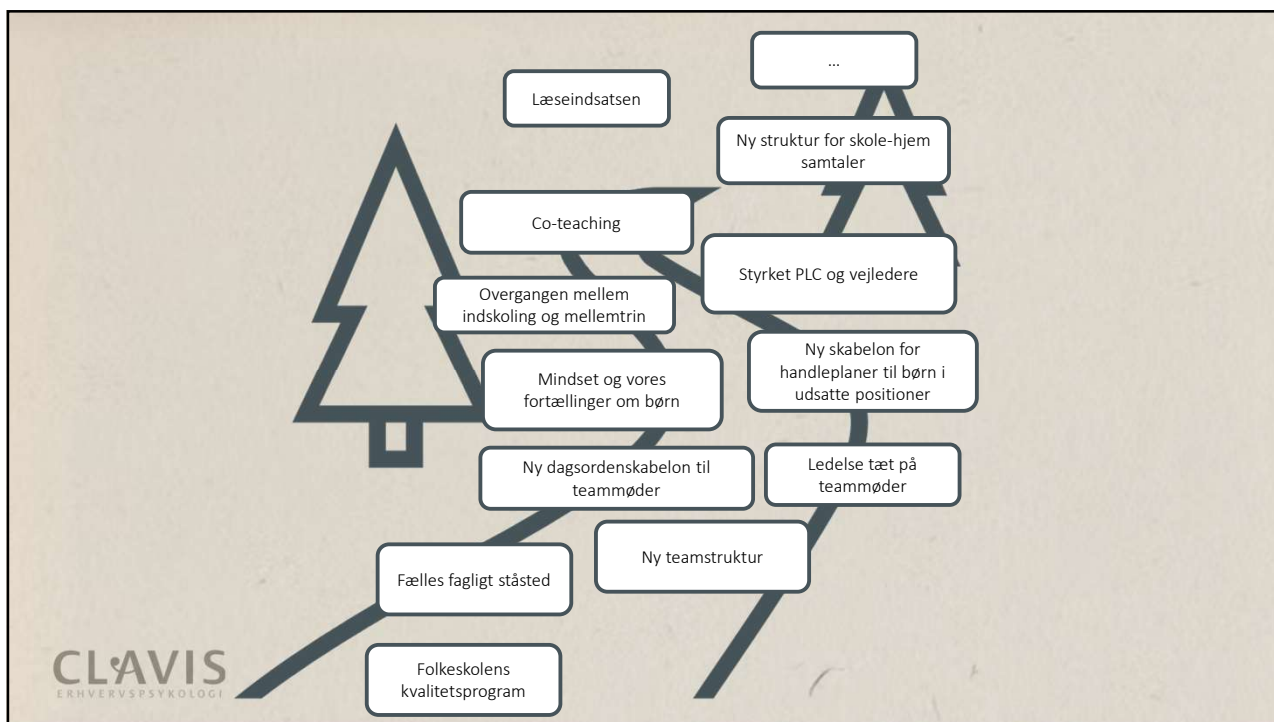 ...
Læseindsatsen
Ny struktur for skole-hjem
samtaler
Co-teaching
Styrket PLC og vejledere
Overgangen mellem
indskoling og mellemtrin
Ny skabelon for
handleplaner til børn i
udsatte positioner
Mindset og vores
fortællinger om børn
Ny dagsordenskabelon til
teammøder
Ledelse tæt på
teammøder
Ny teamstruktur
Fælles fagligt ståsted
Folkeskolens
kvalitetsprogram
CLAVIS
ERHVERVSPSYKOLOGI